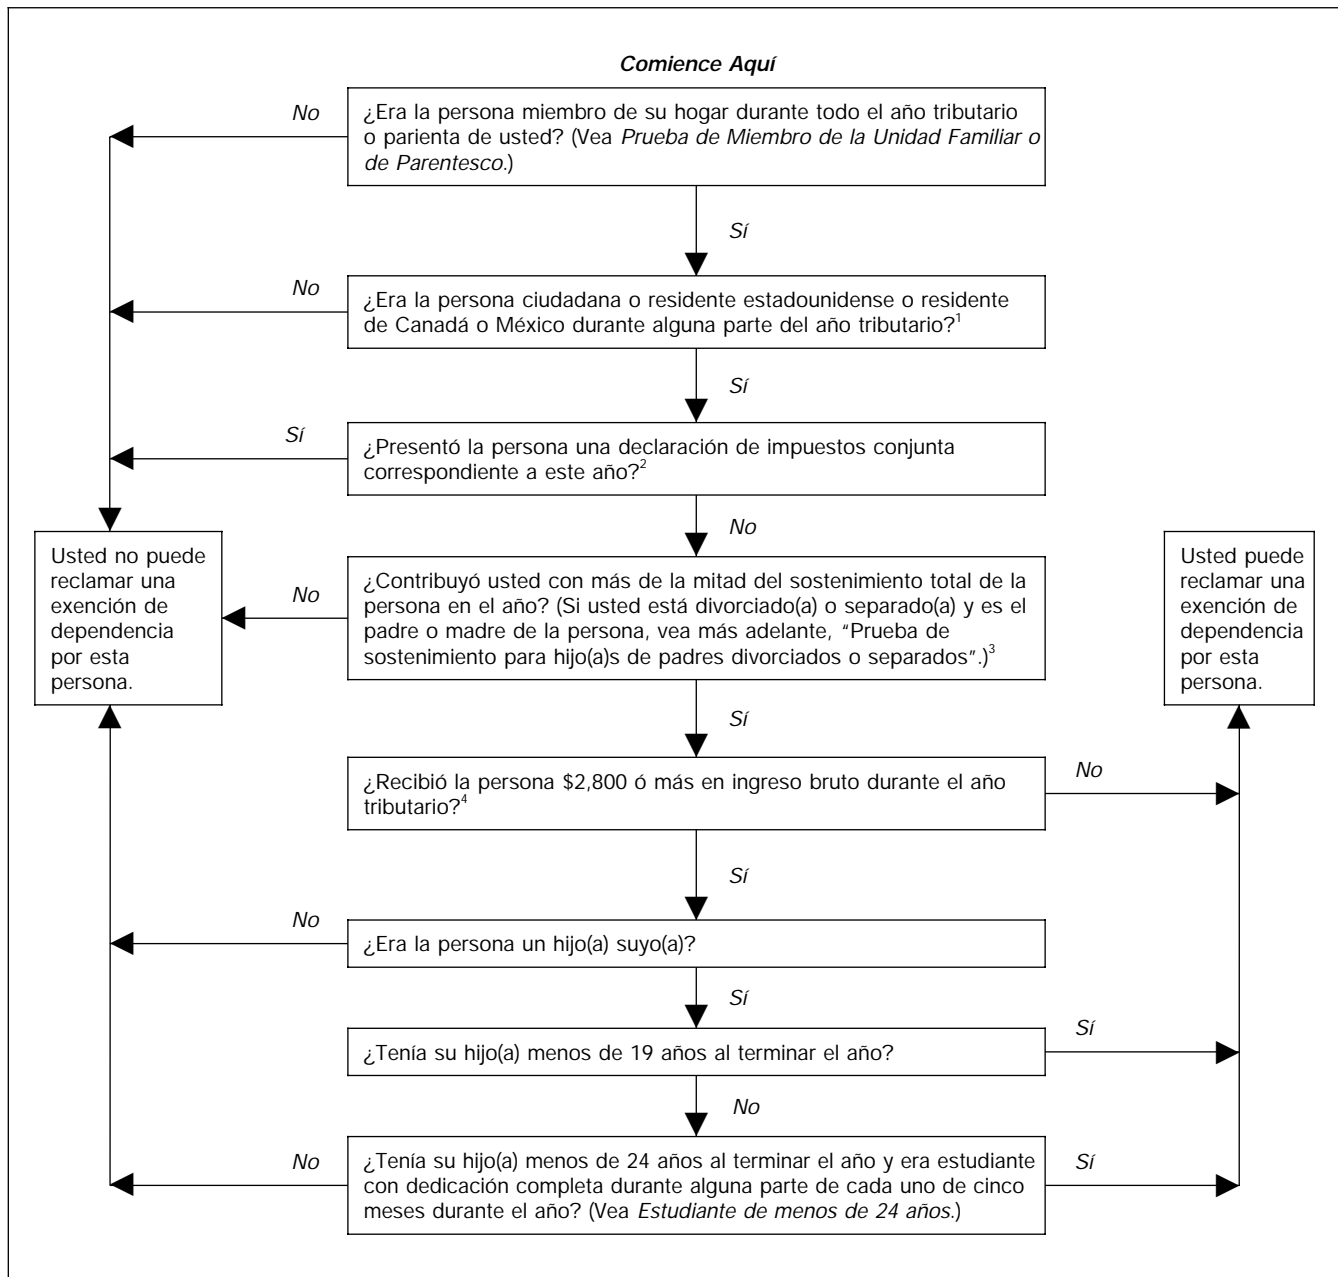 Comience Aquí
No
¿Era la persona miembro de su hogar durante todo el año tributario
o parienta de usted? (Vea Prueba de Miembro de la Unidad Familiar o
de Parentesco.)
Sí
No
¿Era la persona ciudadana o residente estadounidense o residente
de Canadá o México durante alguna parte del año tributario?¹
Sí
Sí
¿Presentó la persona una declaración de impuestos conjunta
correspondiente a este año?²
No
Usted no puede
reclamar una
exención de
dependencia
por esta
persona.
No
¿Contribuyó usted con más de la mitad del sostenimiento total de la
persona en el año? (Si usted está divorciado(a) o separado(a) y es el
padre o madre de la persona, vea más adelante, “Prueba de
sostenimiento para hijo(a)s de padres divorciados o separados”.)³
Usted puede
reclamar una
exención de
dependencia
por esta
persona.
Sí
¿Recibió la persona $2,800 ó más en ingreso bruto durante el año
tributario?⁴
No
Sí
No
¿Era la persona un hijo(a) suyo(a)?
Sí
¿Tenía su hijo(a) menos de 19 años al terminar el año?
Sí
No
No
¿Tenía su hijo(a) menos de 24 años al terminar el año y era estudiante
con dedicación completa durante alguna parte de cada uno de cinco
meses durante el año? (Vea Estudiante de menos de 24 años.)
Sí